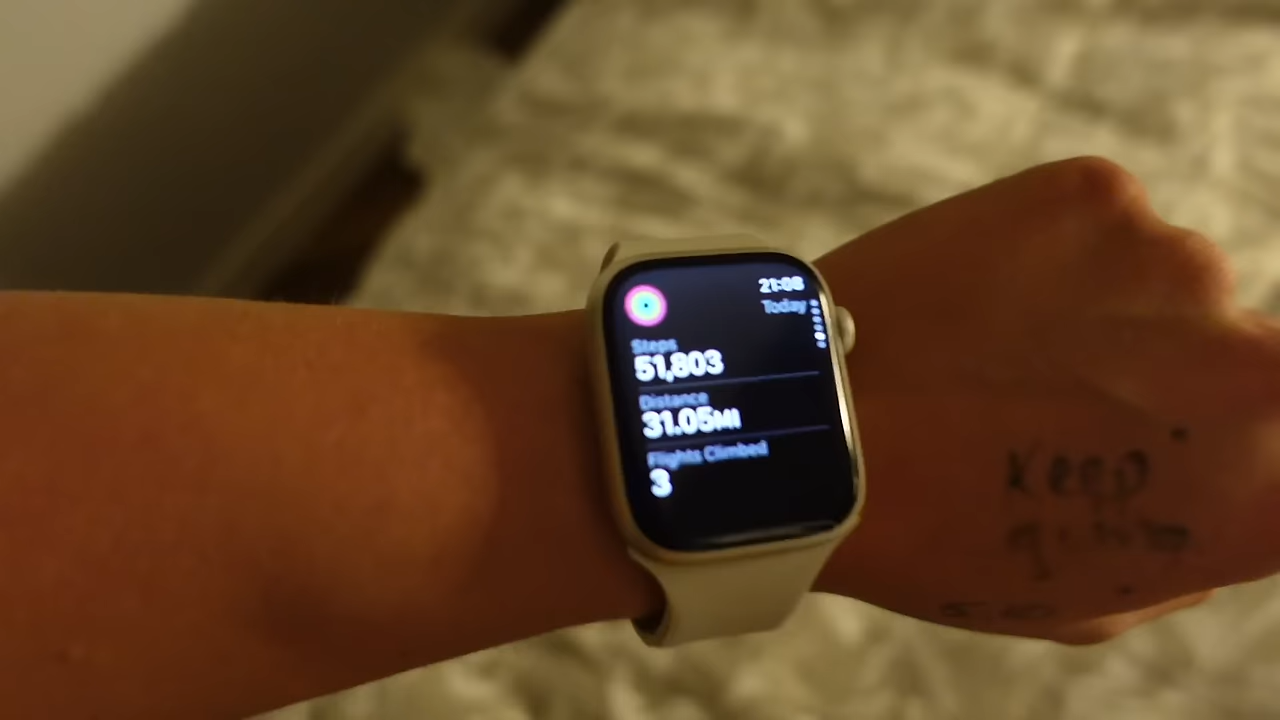 21:08
Today
Steps
51,803
Distance
31.05MI
Flights Climbed
3
Keep